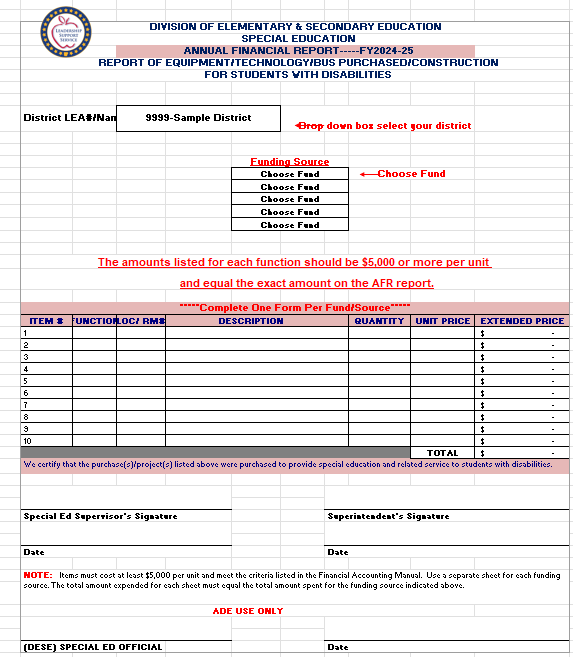 LEADERSHIP
SUPPORT
SERVICE
DIVISION OF ELEMENTARY & SECONDARY EDUCATION
SPECIAL EDUCATION
ANNUAL FINANCIAL REPORT-----FY2024-25
REPORT OF EQUIPMENT/TECHNOLOGY/BUS PURCHASED/CONSTRUCTION
FOR STUDENTS WITH DISABILITIES
District LEA#/Nam 9999-Sample District
Drop down box select your district
Funding Source
Choose Fund Choose Fund
Choose Fund
Choose Fund
Choose Fund
Choose Fund
The amounts listed for each function should be $5,000 or more per unit
and equal the exact amount on the AFR report.
*****Complete One Form Per Fund/Source*****
ITEM # FUNCTION LOC/ RM# DESCRIPTION QUANTITY UNIT PRICE EXTENDED PRICE
1 $ -
2 $ -
3 $ -
4 $ -
5 $ -
6 $ -
7 $ -
8 $ -
9 $ -
10 $ -
TOTAL $ -
We certify that the purchase(s)/project(s) listed above were purchased to provide special education and related service to students with disabilities.
Special Ed Supervisor's Signature Superintendent's Signature
Date Date
NOTE: Items must cost at least $5,000 per unit and meet the criteria listed in the Financial Accounting Manual. Use a separate sheet for each funding
source. The total amount expended for each sheet must equal the total amount spent for the funding source indicated above.
ADE USE ONLY
(DESE) SPECIAL ED OFFICIAL Date